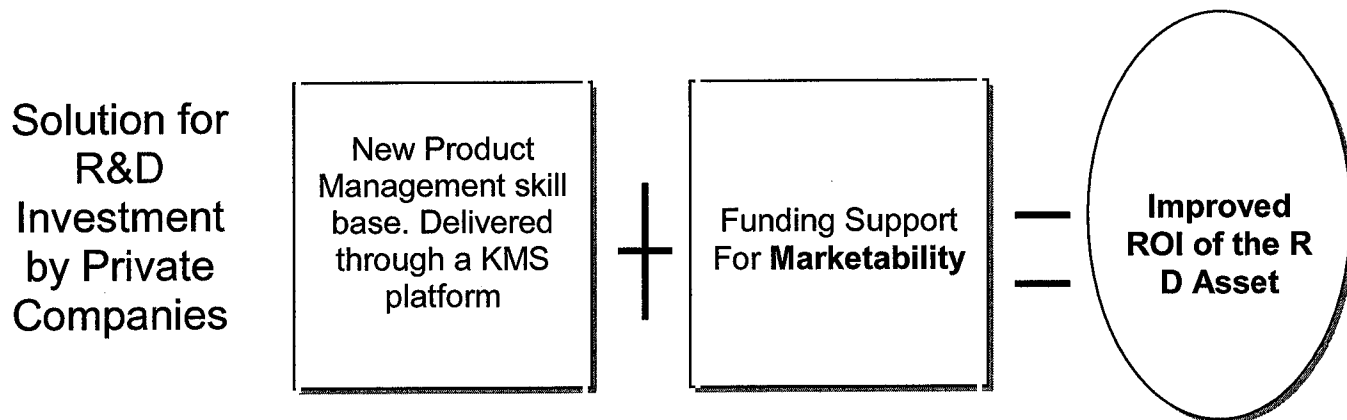 Solution for
R&D
Investment
by Private
Companies
New Product
Management skill
base. Delivered
through a KMS
platform
+
Funding Support
For Marketability
=
Improved
ROI of the R
D Asset